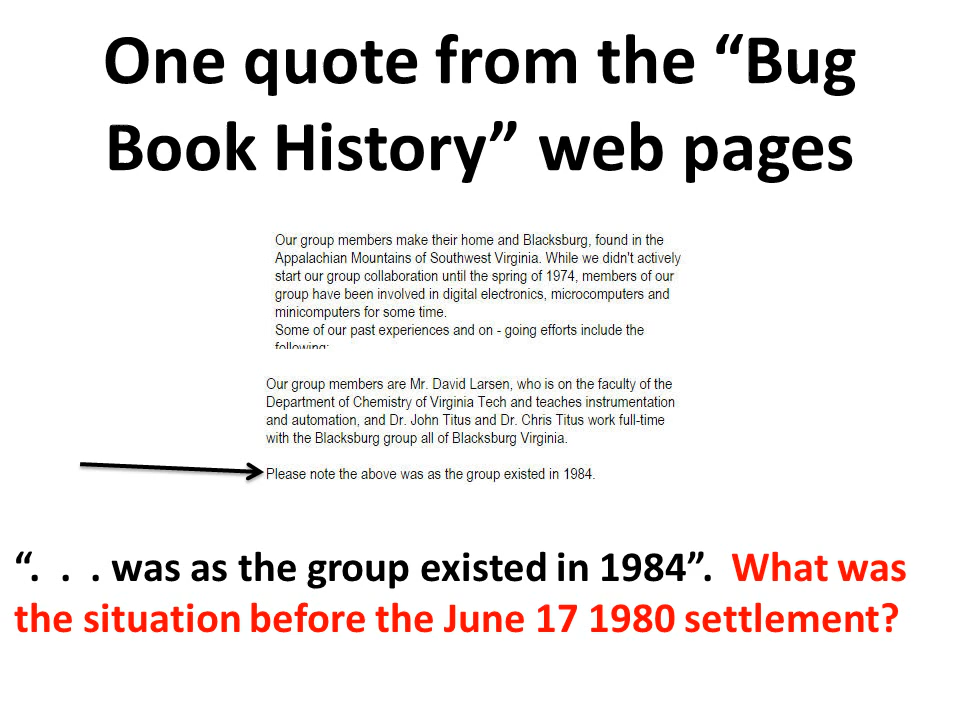 One quote from the “Bug
Book History” web pages
Our group members make their home and Blacksburg, found in the
Appalachian Mountains of Southwest Virginia. While we didn't actively
start our group collaboration until the spring of 1974, members of our
group have been involved in digital electronics, microcomputers and
minicomputers for some time.
Some of our past experiences and on - going efforts include the
following:
Our group members are Mr. David Larsen, who is on the faculty of the
Department of Chemistry of Virginia Tech and teaches instrumentation
and automation, and Dr. John Titus and Dr. Chris Titus work full-time
with the Blacksburg group all of Blacksburg Virginia.
Please note the above was as the group existed in 1984.
“. . . was as the group existed in 1984”. What was
the situation before the June 17 1980 settlement?